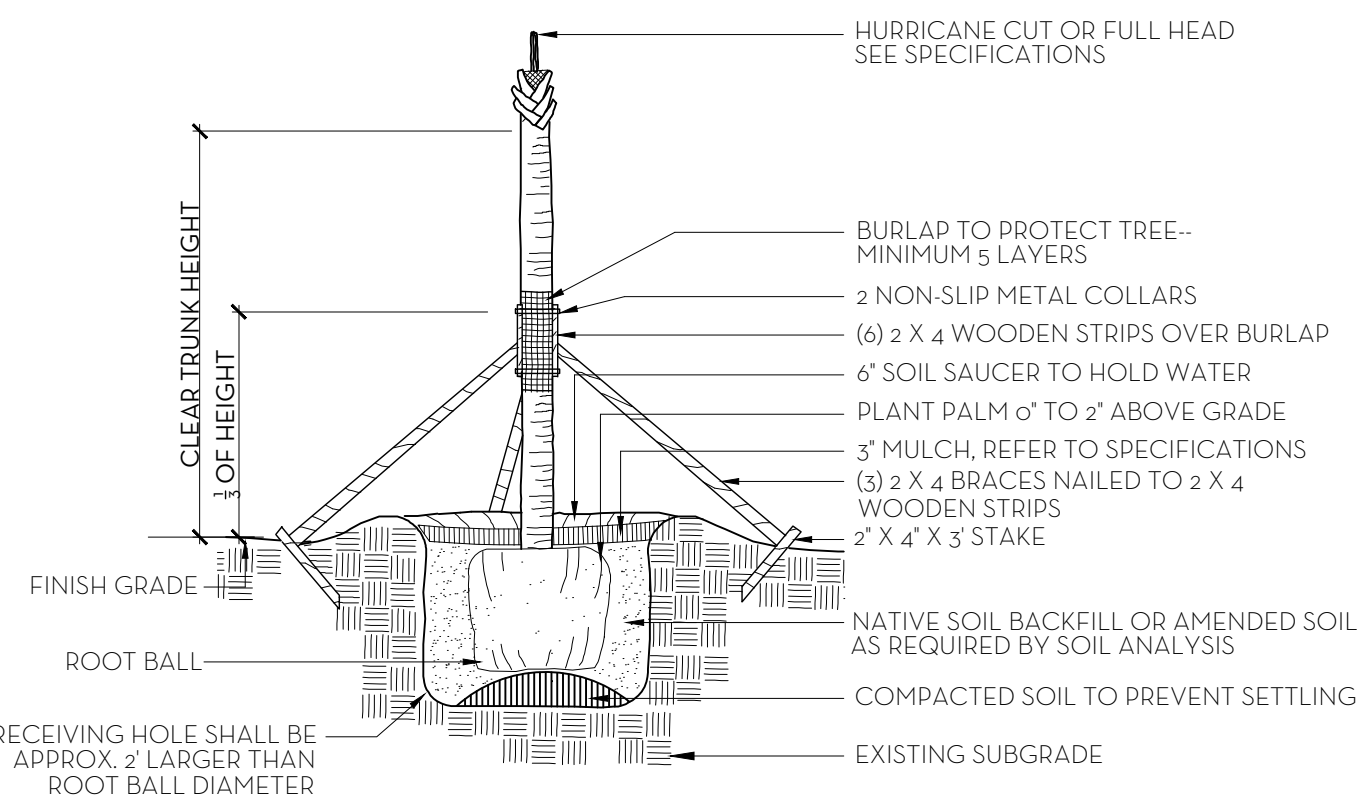 HURRICANE CUT OR FULL HEAD
SEE SPECIFICATIONS
CLEAR TRUNK HEIGHT
1/3 OF HEIGHT
BURLAP TO PROTECT TREE--
MINIMUM 5 LAYERS
2 NON-SLIP METAL COLLARS
(6) 2 X 4 WOODEN STRIPS OVER BURLAP
6" SOIL SAUCER TO HOLD WATER
PLANT PALM 0" TO 2" ABOVE GRADE
3" MULCH, REFER TO SPECIFICATIONS
(3) 2 X 4 BRACES NAILED TO 2 X 4
WOODEN STRIPS
2" X 4" X 3' STAKE
FINISH GRADE
NATIVE SOIL BACKFILL OR AMENDED SOIL
AS REQUIRED BY SOIL ANALYSIS
ROOT BALL
COMPACTED SOIL TO PREVENT SETTLING
RECEIVING HOLE SHALL BE
APPROX. 2' LARGER THAN
ROOT BALL DIAMETER
EXISTING SUBGRADE